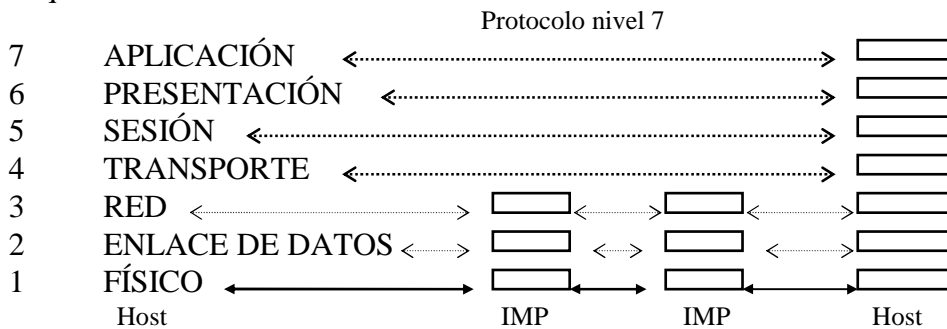 Protocolo nivel 7
7 APLICACIÓN
6 PRESENTACIÓN
5 SESIÓN
4 TRANSPORTE
3 RED
2 ENLACE DE DATOS
1 FÍSICO
Host IMP IMP Host